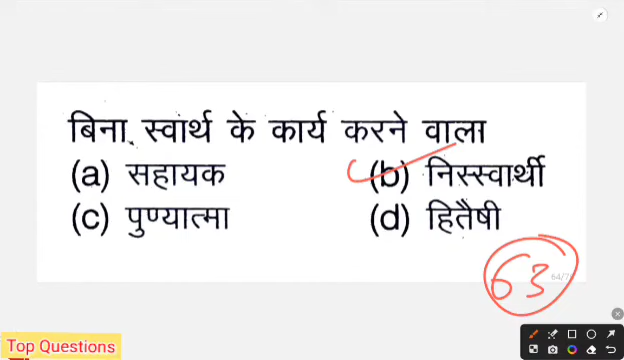 बिना स्वार्थ के कार्य करने वाला
(a) सहायक (b) निस्स्वार्थी
(c) पुण्यात्मा (d) हितैषी
63
Top Questions